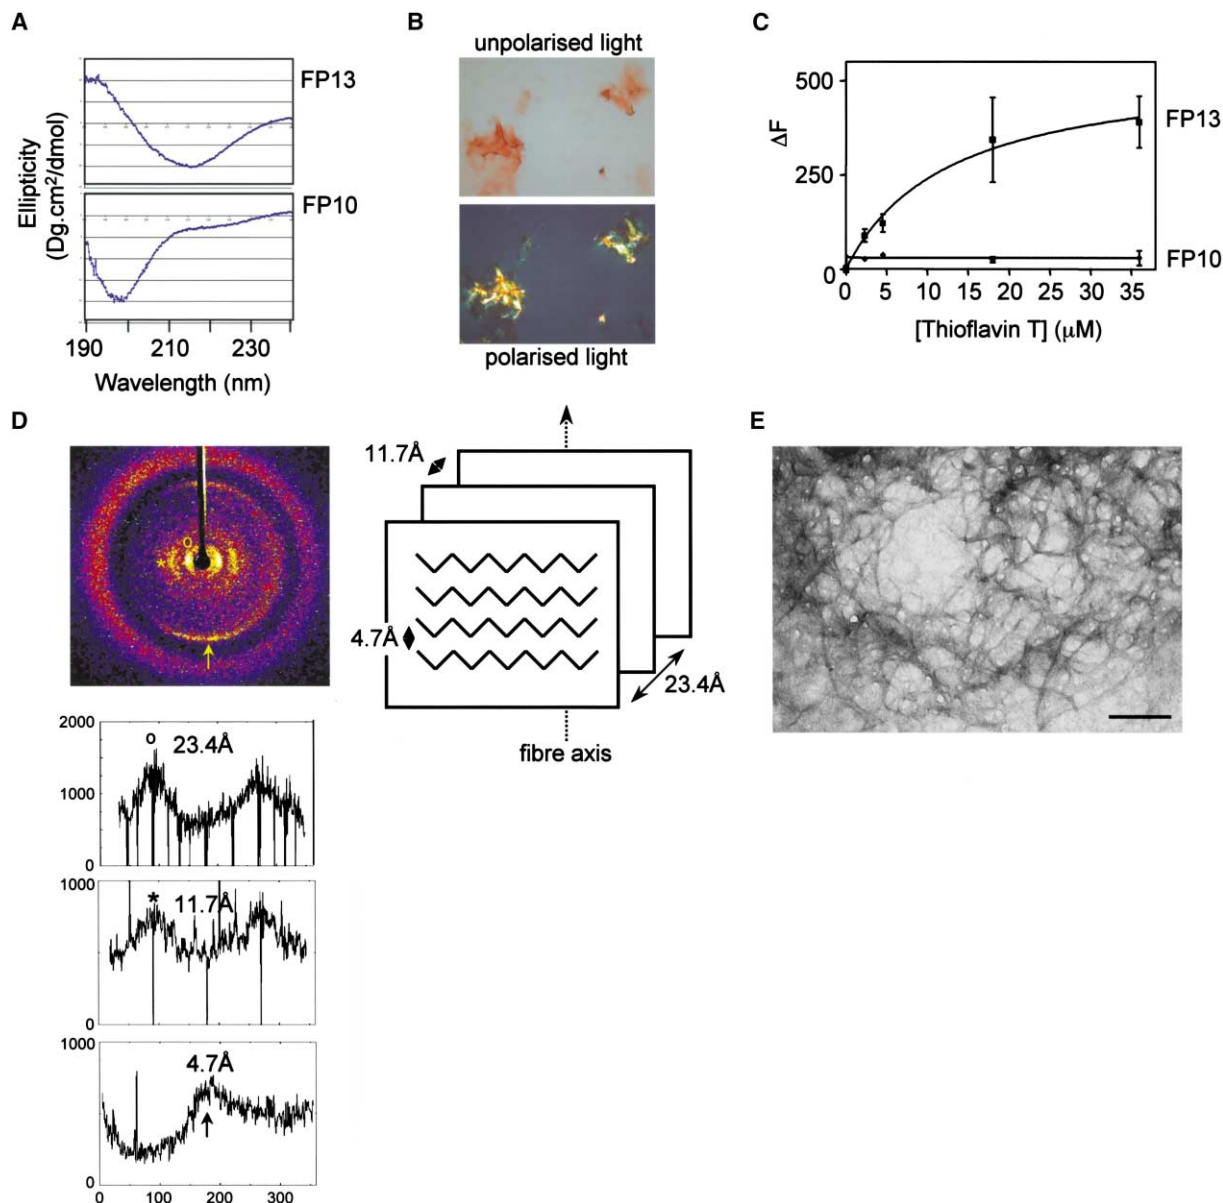 A
FP13
FP10
Ellipticity
(Dg.cm²/dmol)
190 210 230
Wavelength (nm)
B
unpolarised light
polarised light
C
500
250
0
ΔF
FP13
FP10
0 5 10 15 20 25 30 35
[Thioflavin T] (μM)
D
o
*
11.7Å
4.7Å
23.4Å
fibre axis
2000
1000
0
o 23.4Å
1000
0
* 11.7Å
1000
0
4.7Å
0 100 200 300
E